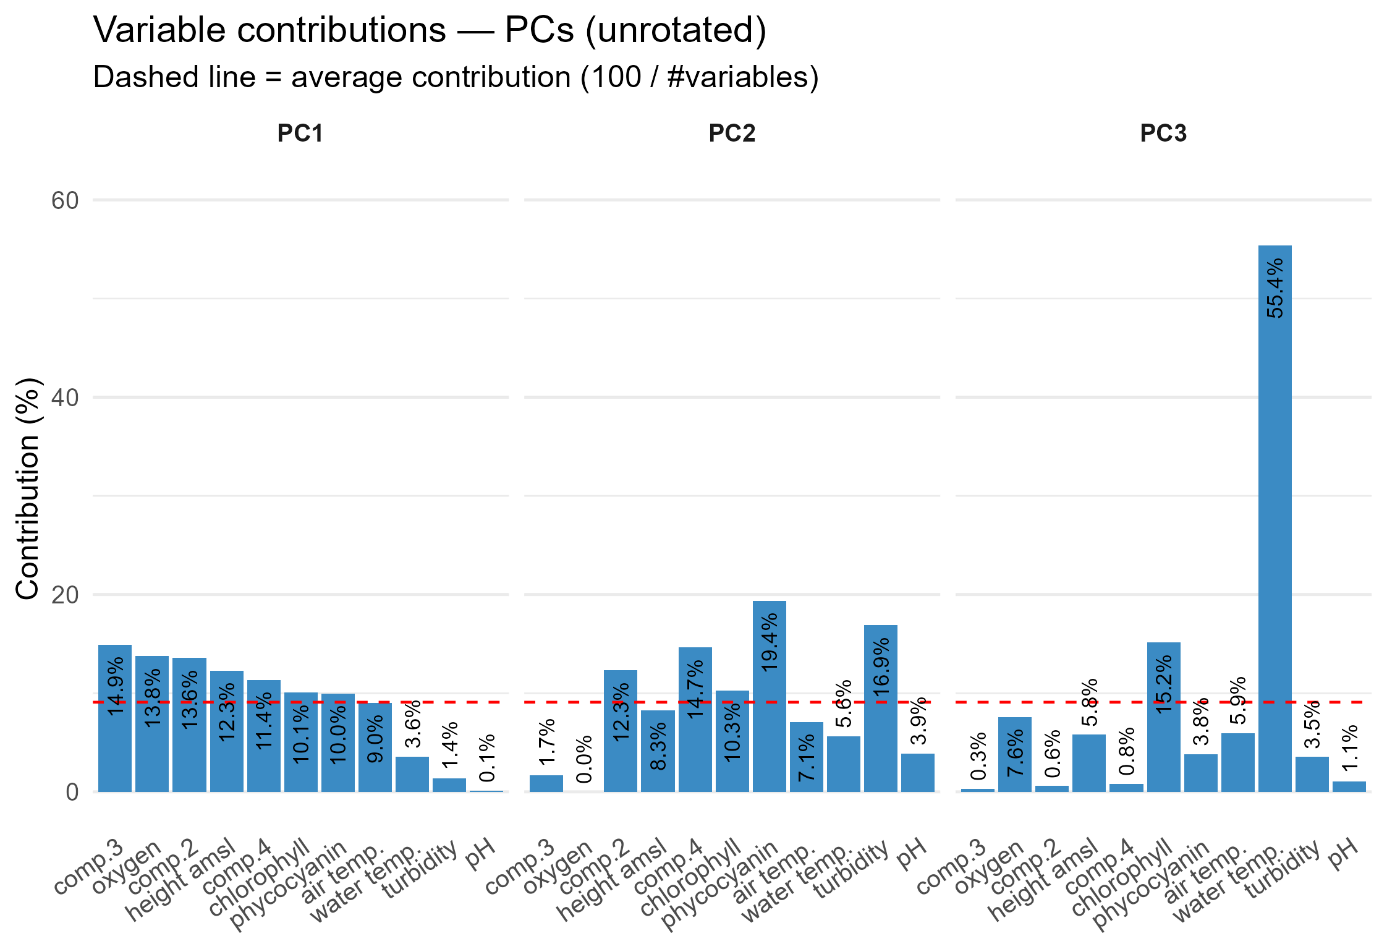 Variable contributions — PCs (unrotated)
Dashed line = average contribution (100 / #variables)
PC1
PC2
PC3
Contribution (%)
60
40
20
0
14.9%
13.8%
13.6%
12.3%
11.4%
10.1%
10.0%
9.0%
3.6%
1.4%
0.1%
1.7%
0.0%
12.3%
8.3%
14.7%
10.3%
19.4%
7.1%
5.6%
16.9%
3.9%
0.3%
7.6%
0.6%
5.8%
0.8%
15.2%
3.8%
5.9%
55.4%
3.5%
1.1%
comp.3
oxygen
comp.2
height amsl
comp.4
chlorophyll
phycocyanin
air temp.
water temp.
turbidity
pH
comp.3
oxygen
comp.2
height amsl
comp.4
chlorophyll
phycocyanin
air temp.
water temp.
turbidity
pH
comp.3
oxygen
comp.2
height amsl
comp.4
chlorophyll
phycocyanin
air temp.
water temp.
turbidity
pH